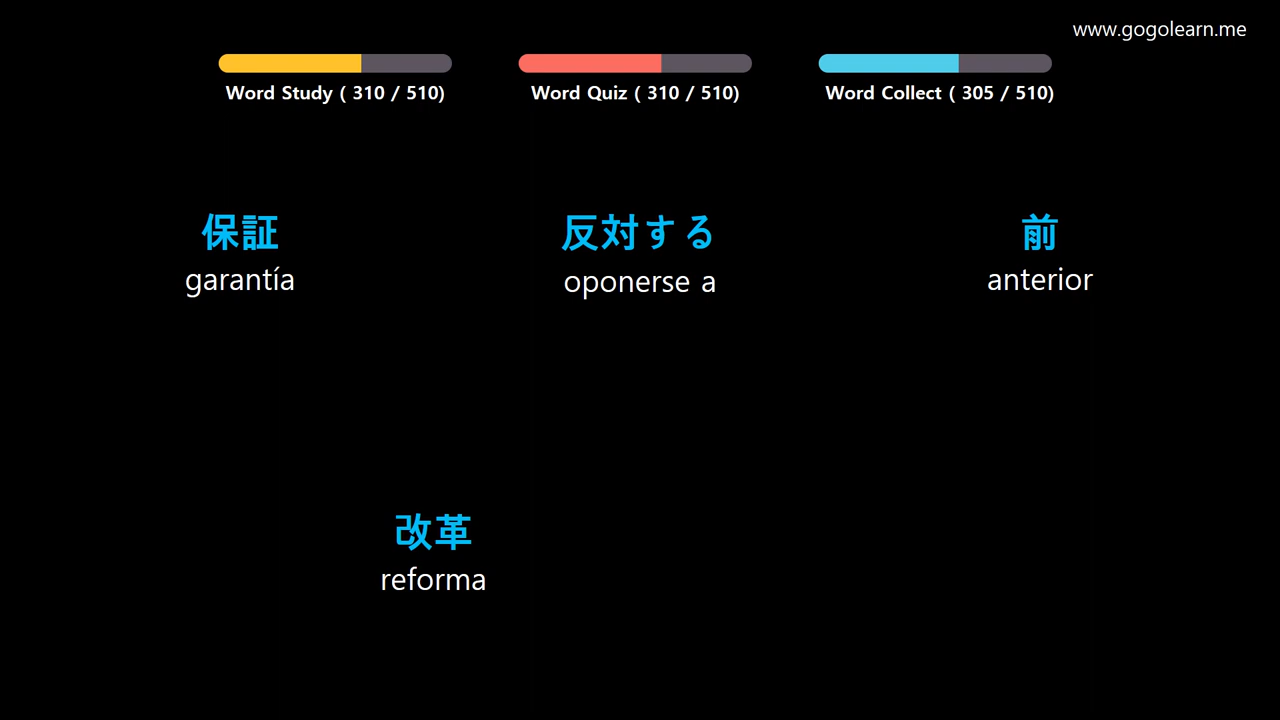 www.gogolearn.me
Word Study ( 310 / 510)
Word Quiz ( 310 / 510)
Word Collect ( 305 / 510)
保証
garantía
反対する
oponerse a
前
anterior
改革
reforma